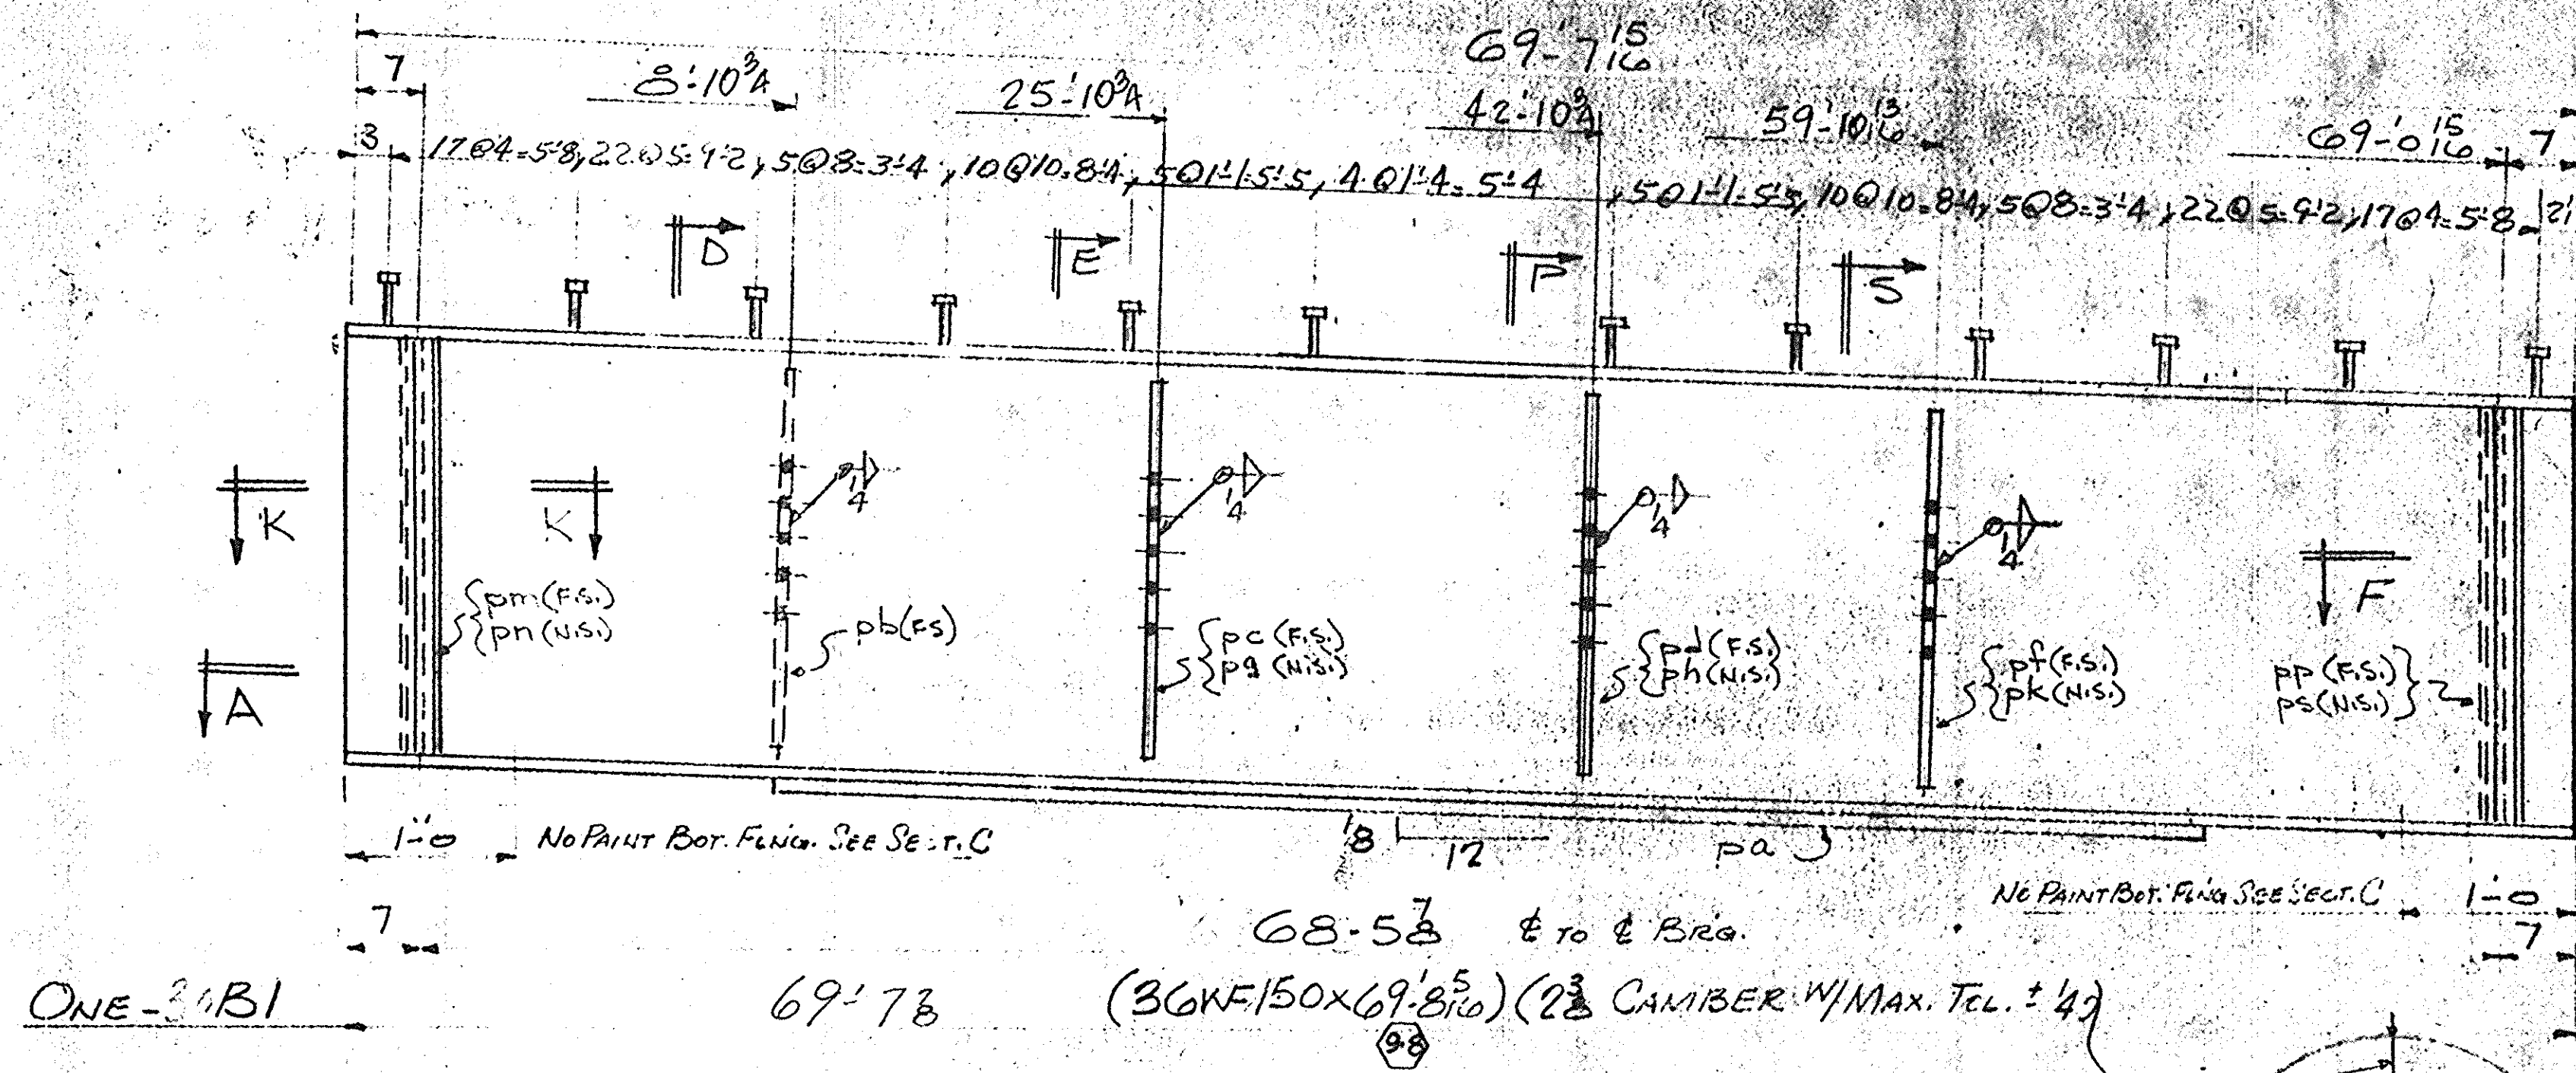 69'-7 15/16
7
8'-10 3/4
25'-10 3/4
42'-10 3/4
59'-10 13/16
69'-0 15/16
7
3
17@4=5'-8, 22@5=9'-2, 5@8=3'-4, 10@10=8'-4, 5@1'-1=5'-5, 4@1'-4=5'-4, 5@1'-1=5'-5, 10@10=8'-4, 5@8=3'-4, 22@5=9'-2, 17@4=5'-8
D
E
P
S
K
K
1/4
1/4
1/4
1/4
F
A
pm (F.S.)
pn (N.S.)
pb (FS)
pc (F.S.)
pg (N.S.)
pd (F.S.)
ph (N.S.)
pf (F.S.)
pk (N.S.)
pp (F.S.)
ps (N.S.)
1'-0
NO PAINT BOT. FLNG. SEE SECT. C
1/8
12
pa
NO PAINT BOT. FLNG SEE SECT. C
1'-0
7
68-5 7/8 ℄ TO ℄ BRG.
7
ONE - B1
69'-7 7/8
(36WF150x69'-8 5/16) (2 3/8 CAMBER W/MAX. TOL. ± 1/4)
98